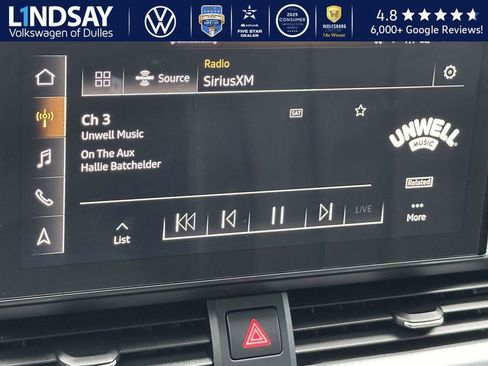 LINDSAY
Volkswagen of Dulles
4.8
6,000+ Google Reviews!
Radio
SiriusXM
Source
Ch 3
Unwell Music
On The Aux
Hallie Batchelder
SAT
UNWELL
MUSIC
Related
More
List
LIVE